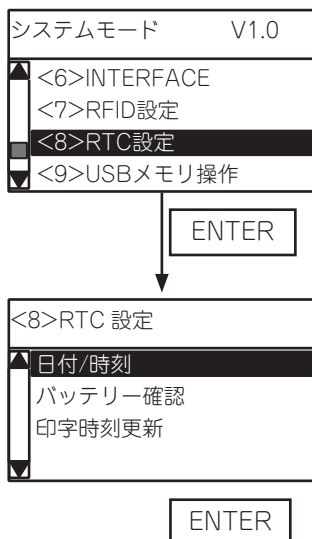 システムモード V1.0
<6>INTERFACE
<7>RFID設定
<8>RTC設定
<9>USBメモリ操作
ENTER
<8>RTC 設定
日付/時刻
バッテリー確認
印字時刻更新
ENTER